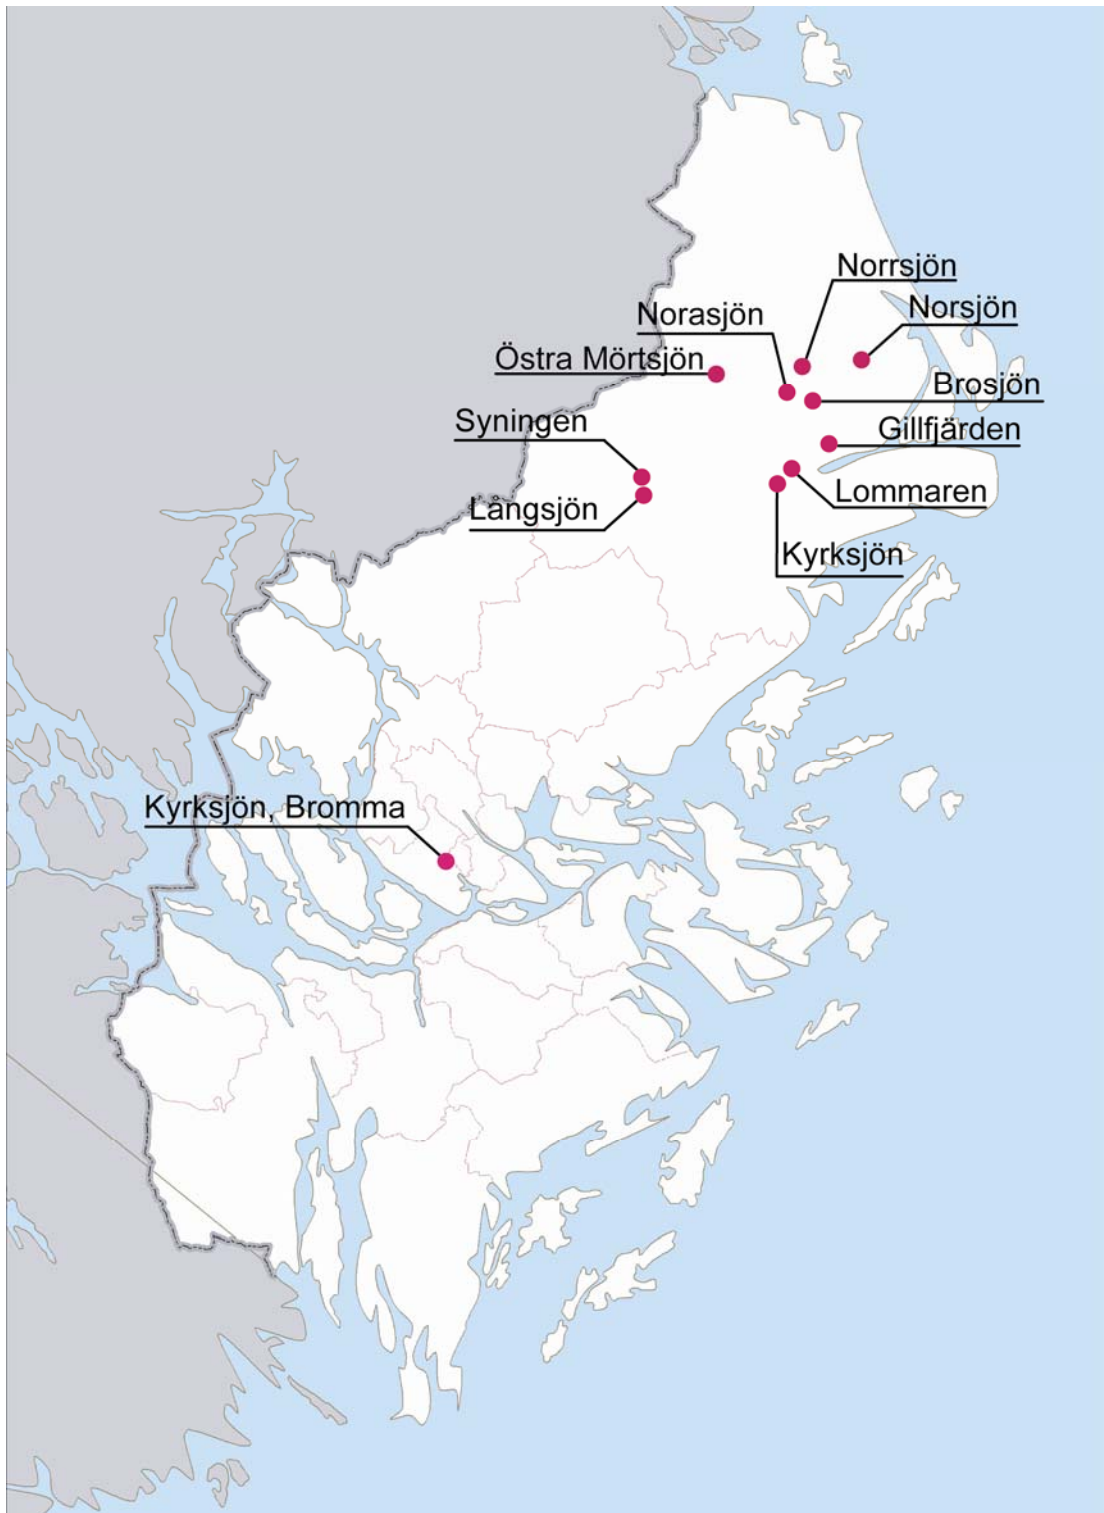 Norrsjön
Norsjön
Norasjön
Östra Mörtsjön
Brosjön
Syningen
Gillfjärden
Långsjön
Lommaren
Kyrksjön
Kyrksjön, Bromma